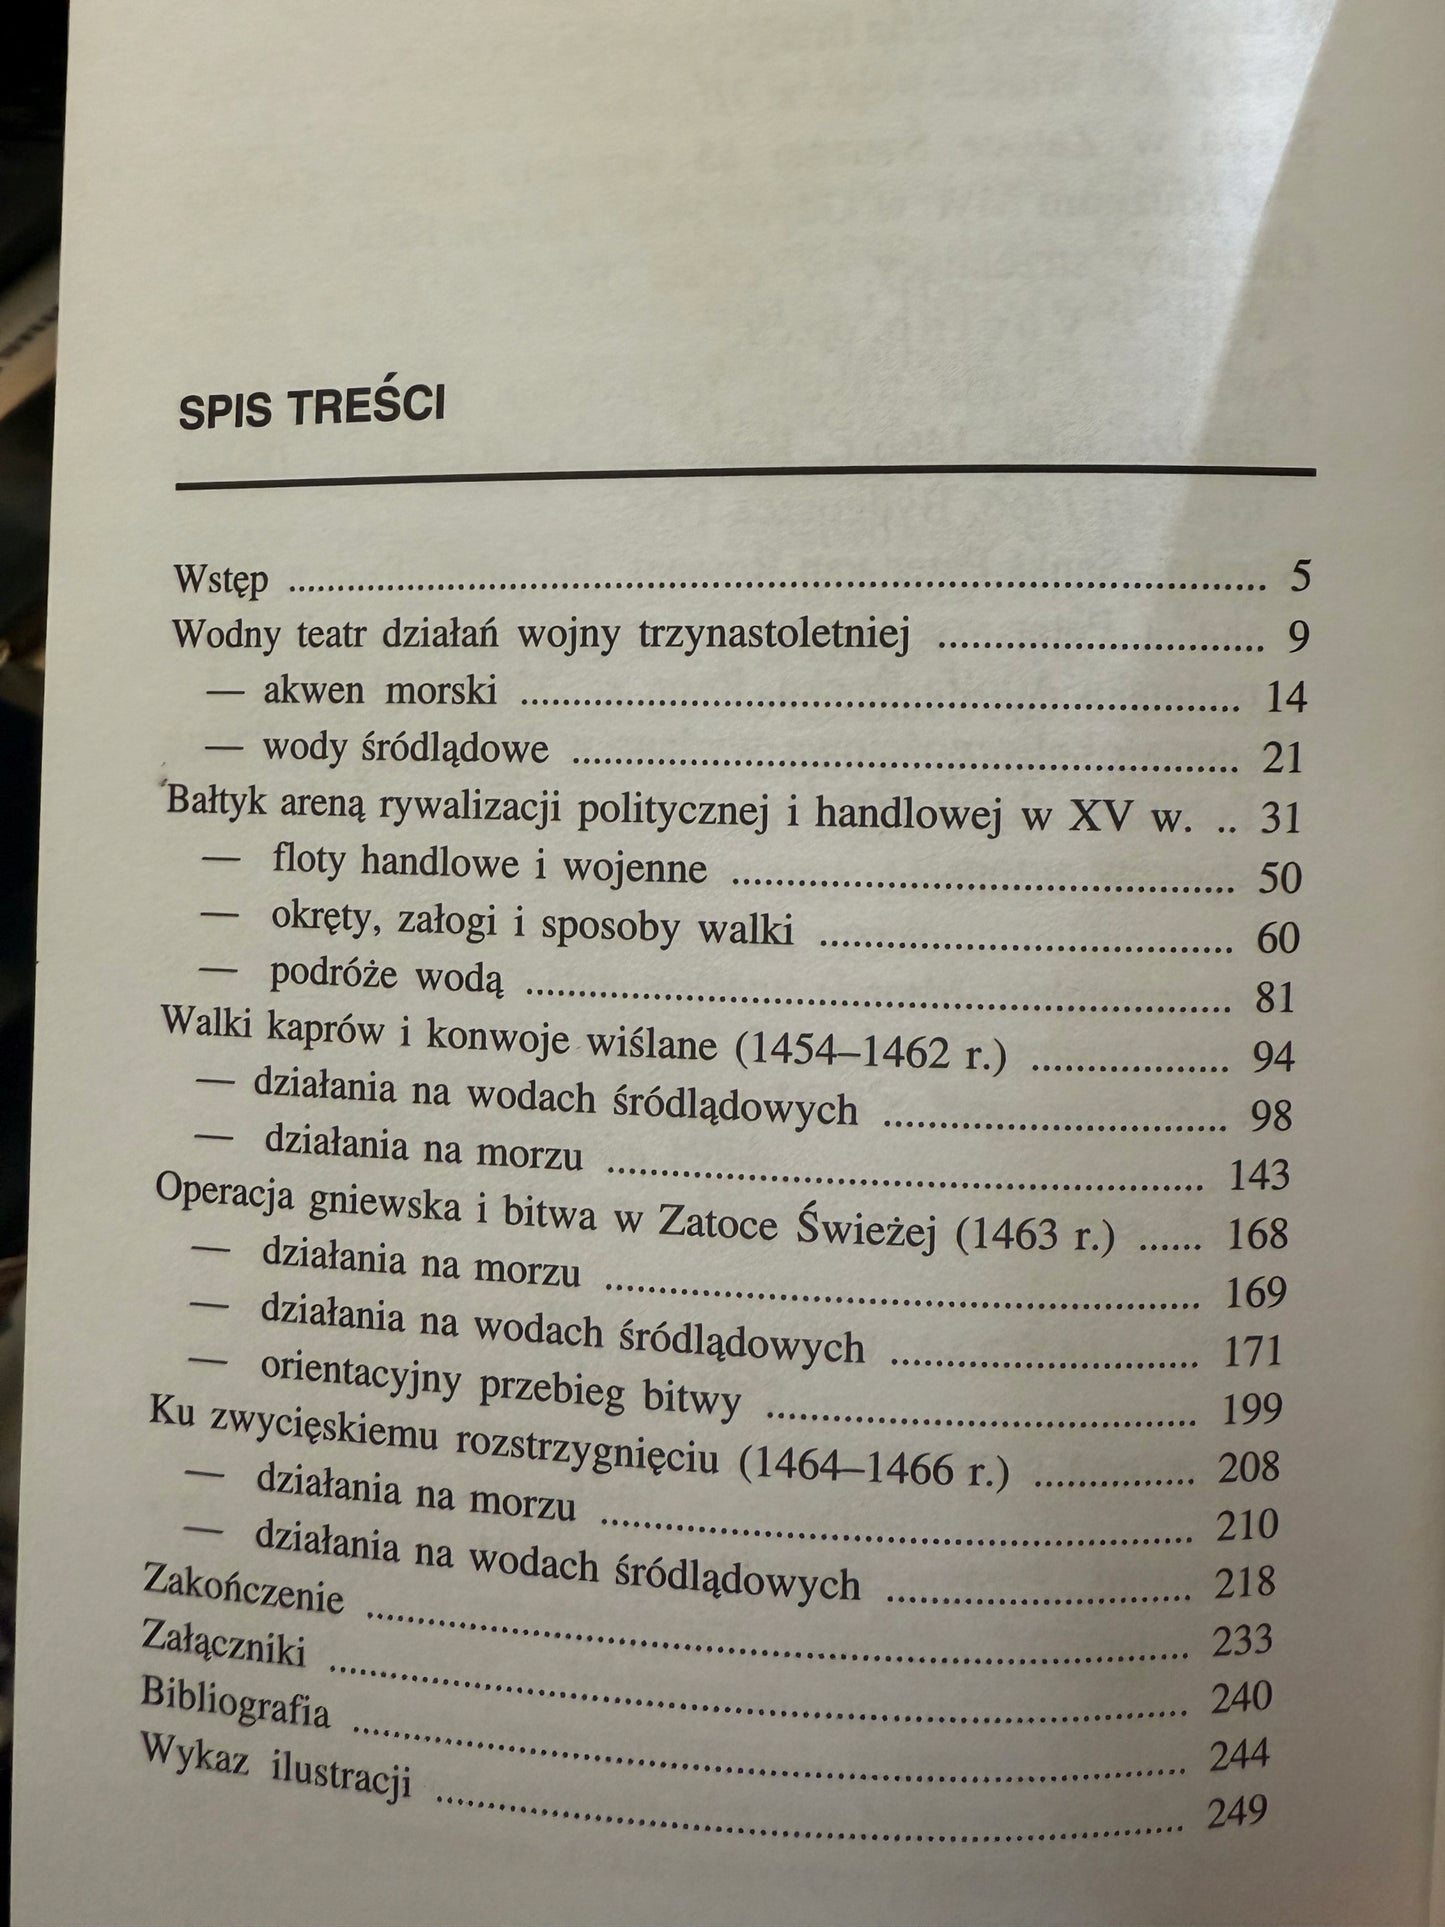 SPIS TREŚCI
Wstęp .......... 5
Wodny teatr działań wojny trzynastoletniej .......... 9
— akwen morski .......... 14
— wody śródlądowe .......... 21
Bałtyk areną rywalizacji politycznej i handlowej w XV w. .. 31
— floty handlowe i wojenne .......... 50
— okręty, załogi i sposoby walki .......... 60
— podróże wodą .......... 81
Walki kaprów i konwoje wiślane (1454–1462 r.) .......... 94
— działania na wodach śródlądowych .......... 98
— działania na morzu .......... 143
Operacja gniewska i bitwa w Zatoce Świeżej (1463 r.) ...... 168
— działania na morzu .......... 169
— działania na wodach śródlądowych .......... 171
— orientacyjny przebieg bitwy .......... 199
Ku zwycięskiemu rozstrzygnięciu (1464–1466 r.) .......... 208
— działania na morzu .......... 210
— działania na wodach śródlądowych .......... 218
Zakończenie .......... 233
Załączniki .......... 240
Bibliografia .......... 244
Wykaz ilustracji .......... 249